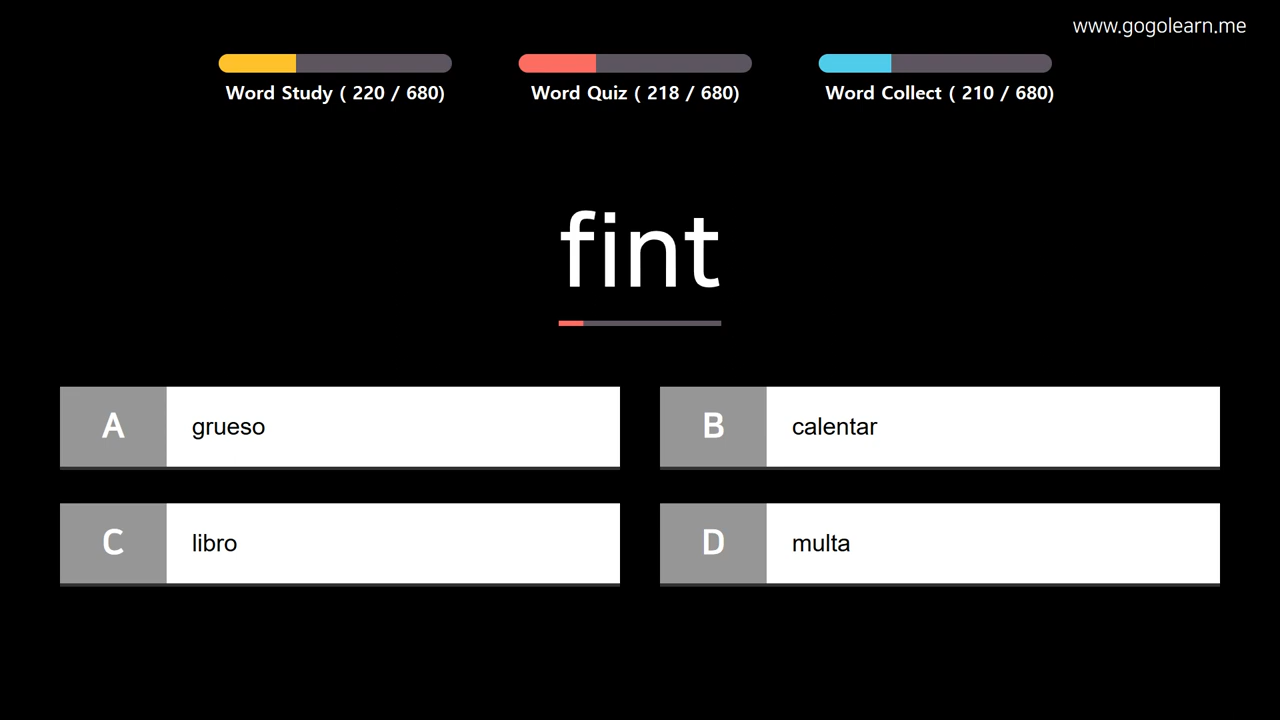 www.gogolearn.me
Word Study ( 220 / 680)
Word Quiz ( 218 / 680)
Word Collect ( 210 / 680)
fint
A grueso
B calentar
C libro
D multa